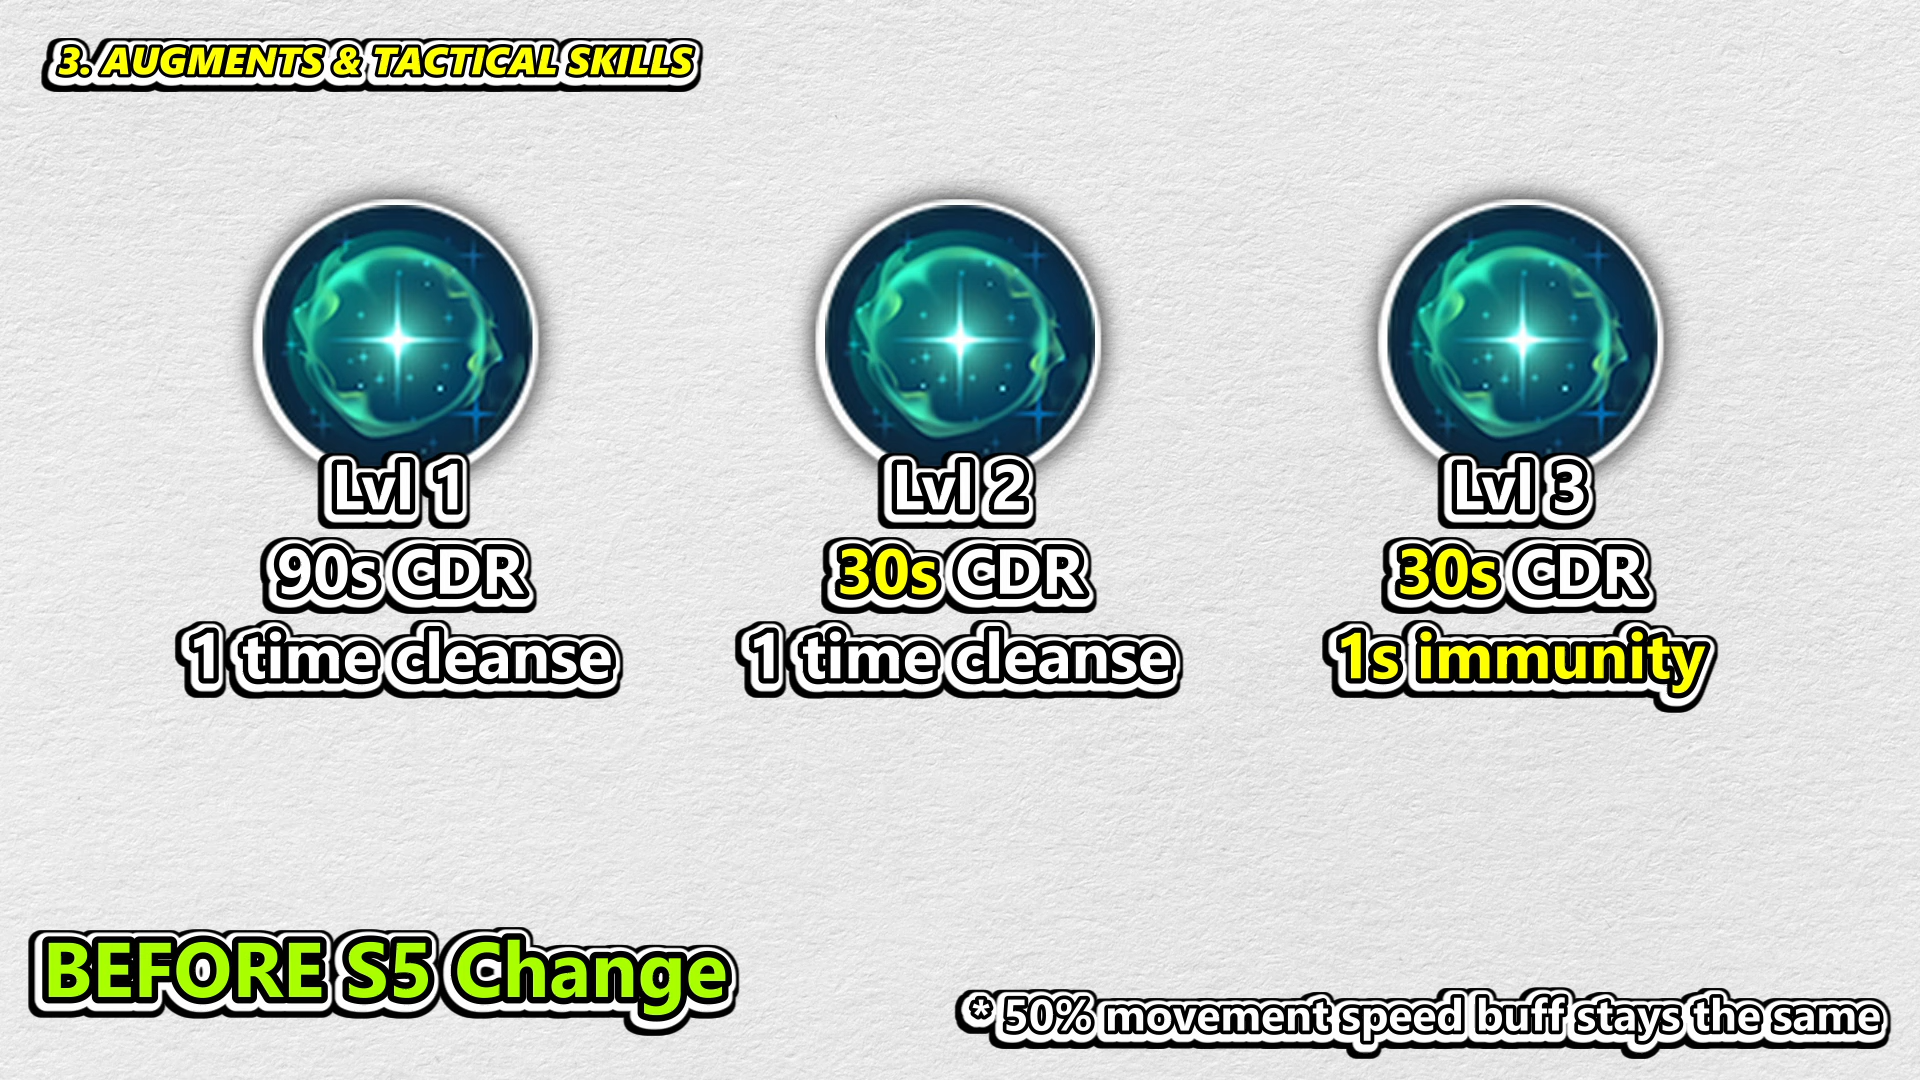 3. AUGMENTS & TACTICAL SKILLS
Lvl 1
90s CDR
1 time cleanse
Lvl 2
30s CDR
1 time cleanse
Lvl 3
30s CDR
1s immunity
BEFORE S5 Change
* 50% movement speed buff stays the same